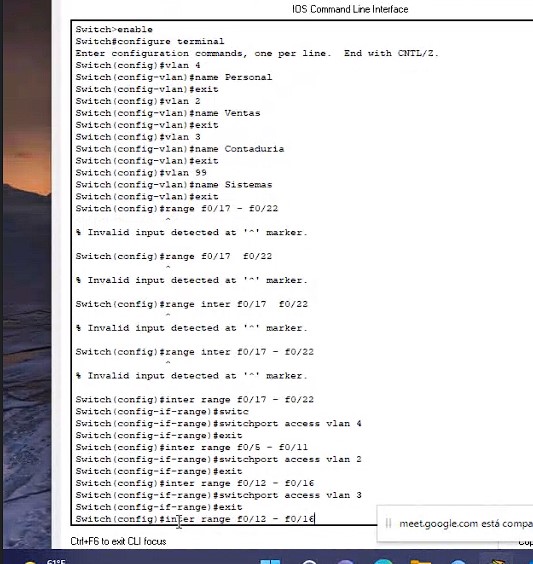 IOS Command Line Interface
Switch>enable
Switch#configure terminal
Enter configuration commands, one per line.  End with CNTL/Z.
Switch(config)#vlan 4
Switch(config-vlan)#name Personal
Switch(config-vlan)#exit
Switch(config)#vlan 2
Switch(config-vlan)#name Ventas
Switch(config-vlan)#exit
Switch(config)#vlan 3
Switch(config-vlan)#name Contaduria
Switch(config-vlan)#exit
Switch(config)#vlan 99
Switch(config-vlan)#name Sistemas
Switch(config-vlan)#exit
Switch(config)#range f0/17 - f0/22
^
% Invalid input detected at '^' marker.
Switch(config)#range f0/17  f0/22
^
% Invalid input detected at '^' marker.
Switch(config)#range inter f0/17  f0/22
^
% Invalid input detected at '^' marker.
Switch(config)#range inter f0/17 - f0/22
^
% Invalid input detected at '^' marker.
Switch(config)#inter range f0/17 - f0/22
Switch(config-if-range)#switc
Switch(config-if-range)#switchport access vlan 4
Switch(config-if-range)#exit
Switch(config)#inter range f0/5 - f0/11
Switch(config-if-range)#switchport access vlan 2
Switch(config-if-range)#exit
Switch(config)#inter range f0/12 - f0/16
Switch(config-if-range)#switchport access vlan 3
Switch(config-if-range)#exit
Switch(config)#inter range f0/12 - f0/16
meet.google.com está compa
Ctrl+F6 to exit CLI focus
61°F